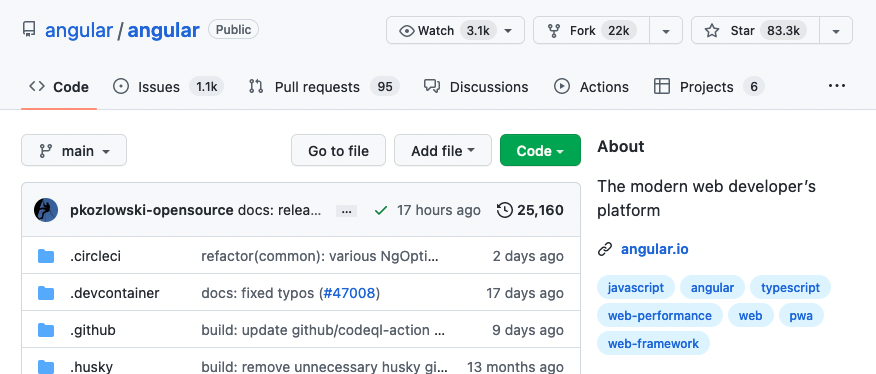 angular / angular Public Watch 3.1k Fork 22k Star 83.3k
Code Issues 1.1k Pull requests 95 Discussions Actions Projects 6 ...
main Go to file Add file Code
About
The modern web developer's
platform
pkozlowski-opensource docs: relea... ... 17 hours ago 25,160
angular.io
.circleci refactor(common): various NgOpti... 2 days ago
javascript angular typescript
.devcontainer docs: fixed typos (#47008) 17 days ago
web-performance web pwa
.github build: update github/codeql-action ... 9 days ago
web-framework
.husky build: remove unnecessary husky gi... 13 months ago